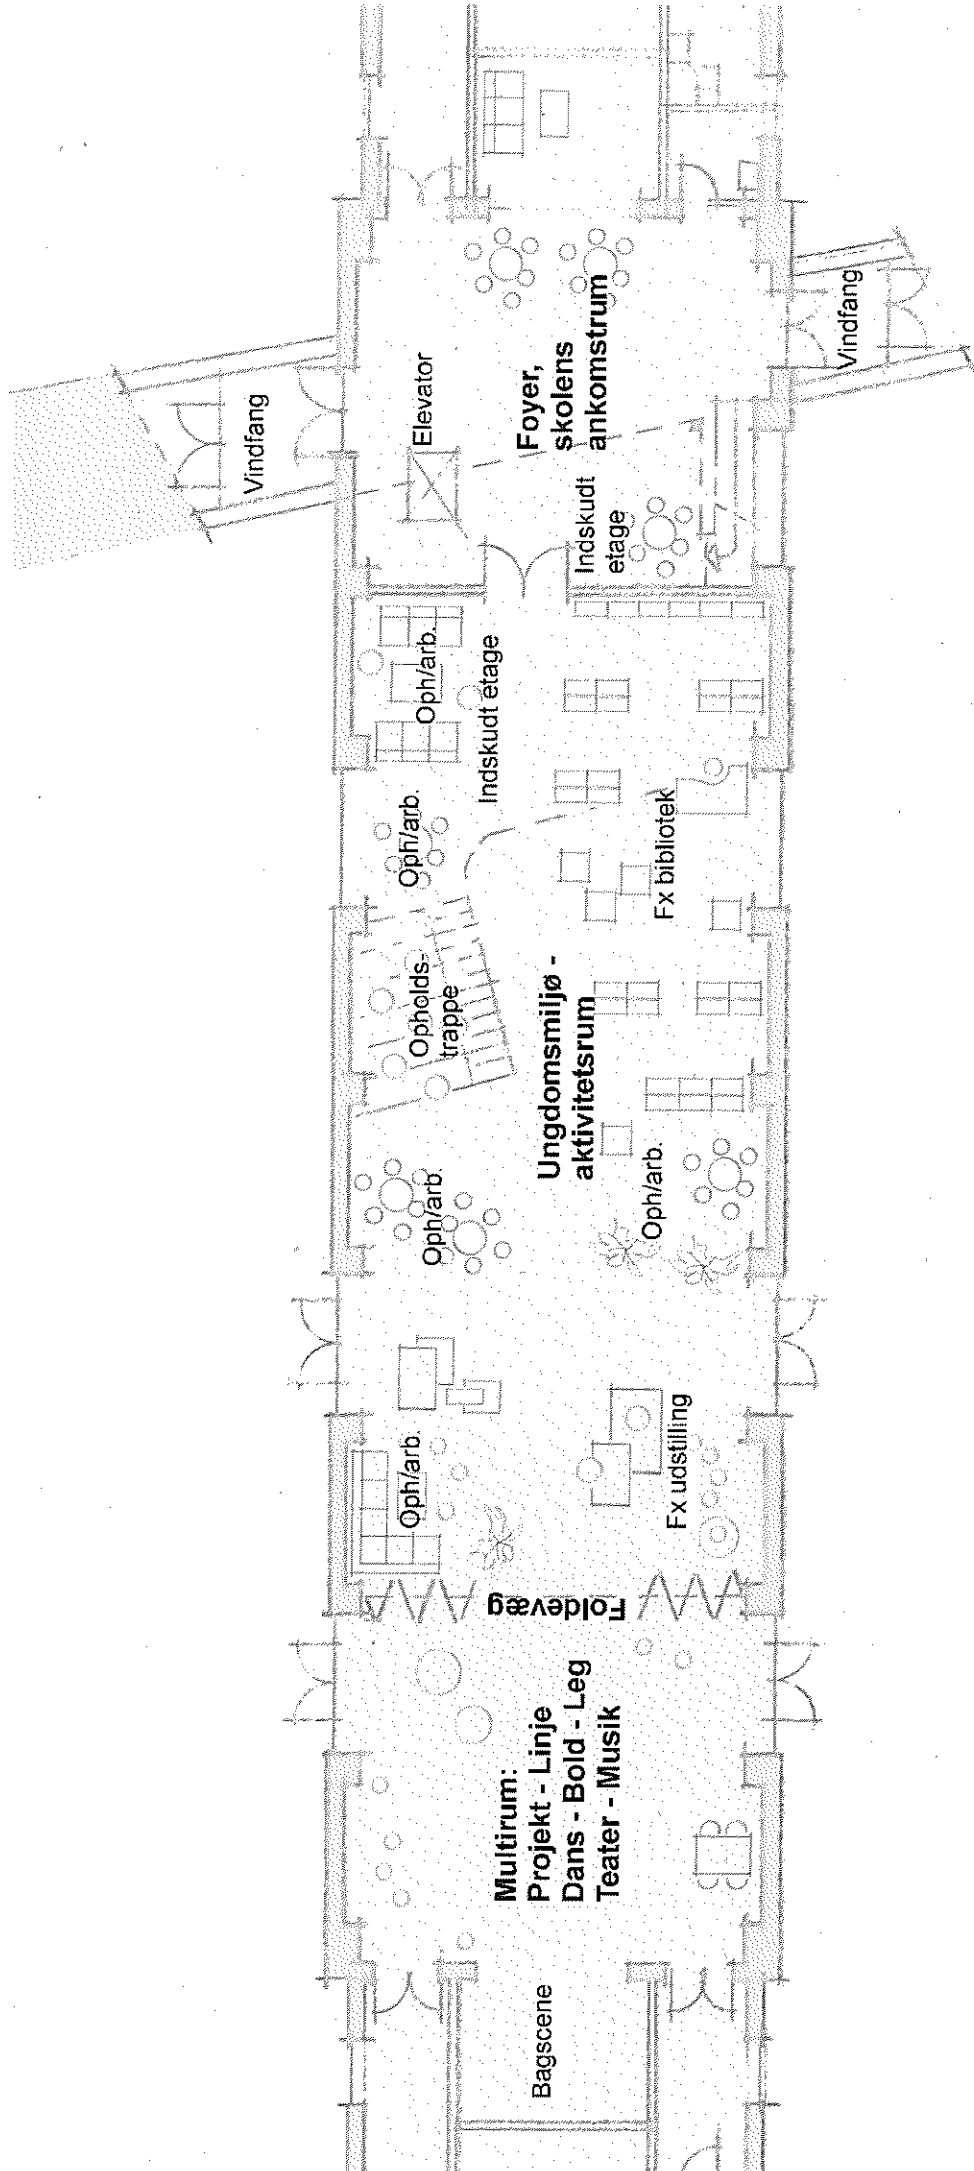 Vindfang
Elevator
Foyer,
skolens
ankomstrum
Vindfang
Indskudt
etage
Oph/arb.
Indskudt etage
Oph/arb.
Fx bibliotek
Opholds-
trappe
Ungdomsmiljø -
aktivitetsrum
Oph/arb.
Oph/arb.
Oph/arb.
Fx udstilling
Foldevæg
Multirum:
Projekt - Linje
Dans - Bold - Leg
Teater - Musik
Bagscene